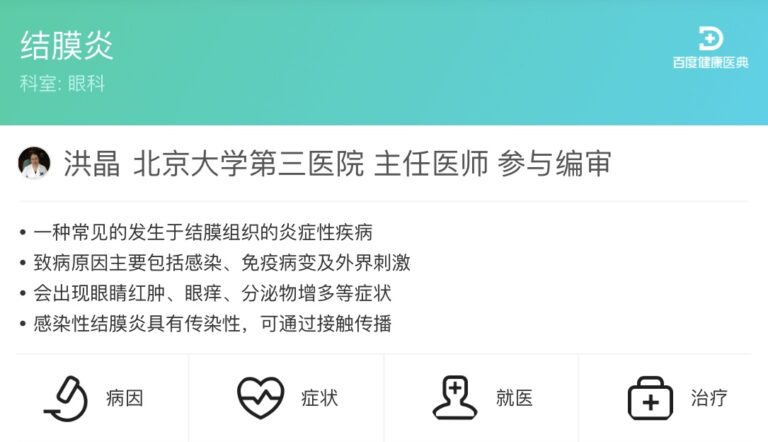 结膜炎
科室: 眼科
百度健康医典
洪晶 北京大学第三医院 主任医师 参与编审
• 一种常见的发生于结膜组织的炎症性疾病
• 致病原因主要包括感染、免疫病变及外界刺激
• 会出现眼睛红肿、眼痒、分泌物增多等症状
• 感染性结膜炎具有传染性，可通过接触传播
病因 症状 就医 治疗